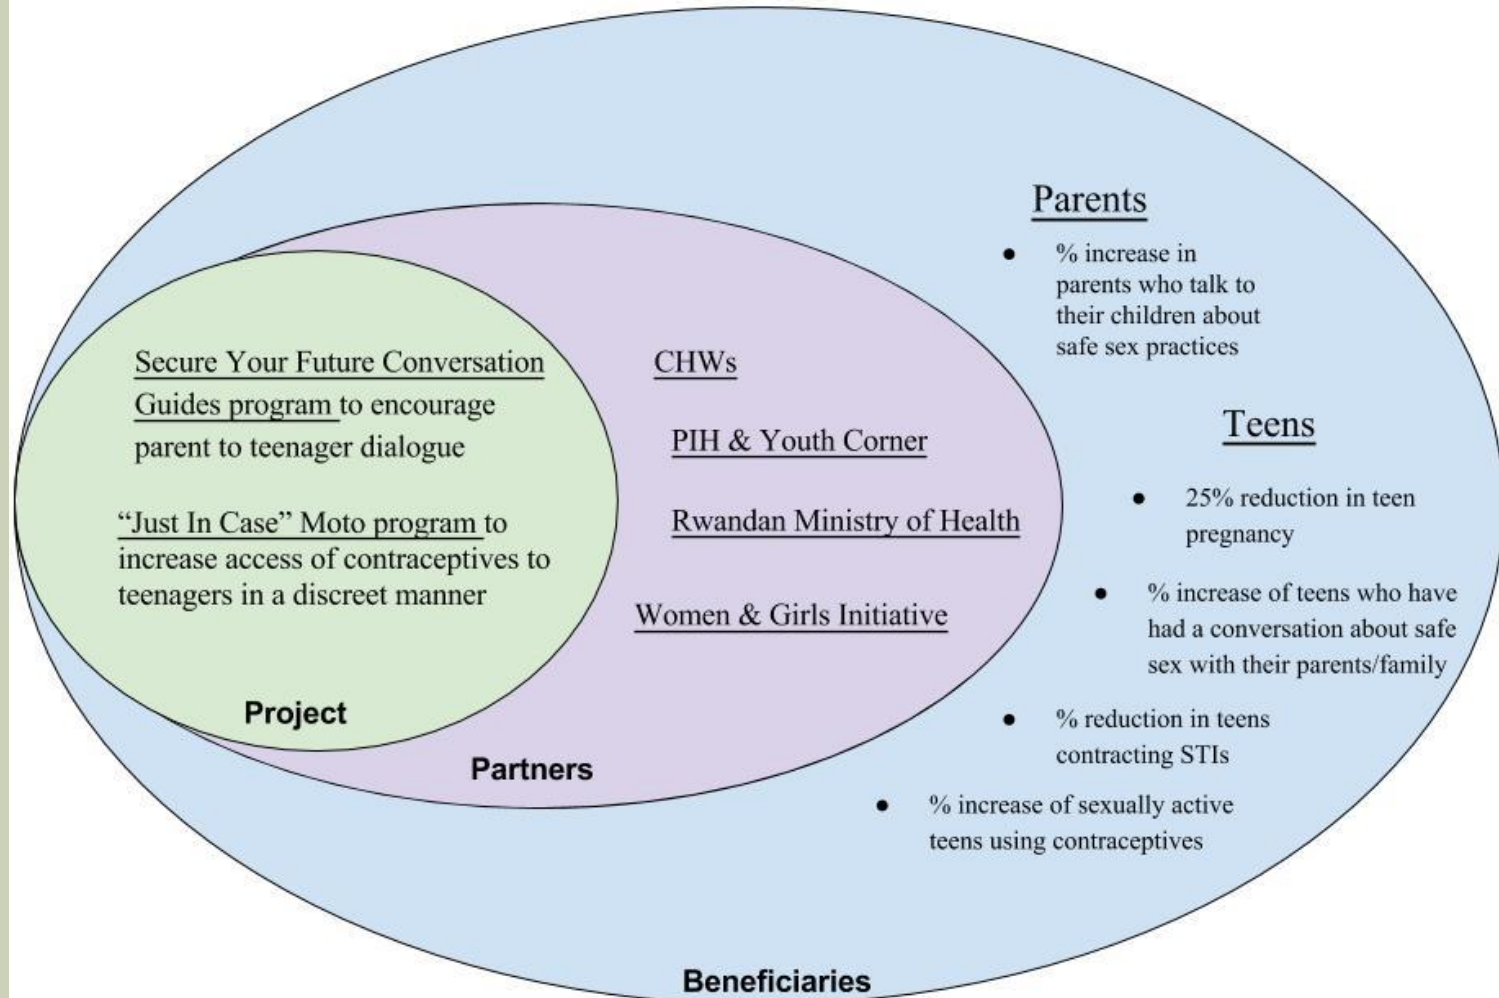 Secure Your Future Conversation
Guides program to encourage
parent to teenager dialogue
“Just In Case” Moto program to
increase access of contraceptives to
teenagers in a discreet manner
Project
CHWs
PIH & Youth Corner
Rwandan Ministry of Health
Women & Girls Initiative
Partners
Parents
● % increase in
parents who talk to
their children about
safe sex practices
Teens
● 25% reduction in teen
pregnancy
● % increase of teens who have
had a conversation about safe
sex with their parents/family
● % reduction in teens
contracting STIs
● % increase of sexually active
teens using contraceptives
Beneficiaries